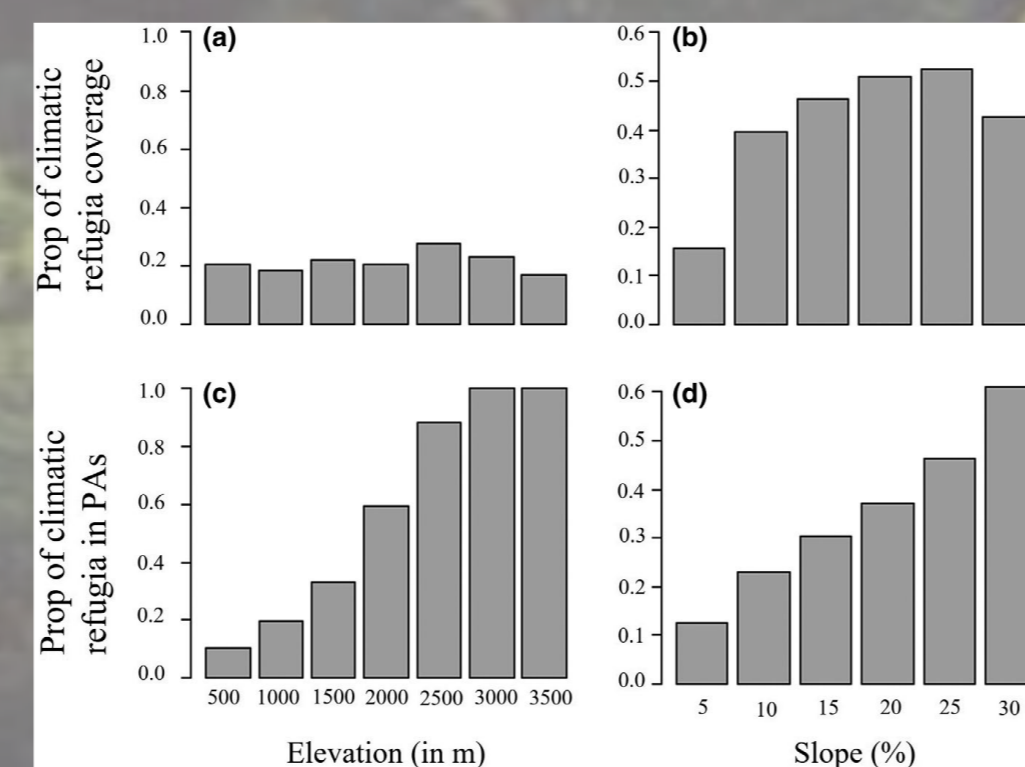 (a)
1.0
0.8
0.6
0.4
0.2
0.0
Prop of climatic
refugia coverage
(b)
0.6
0.5
0.4
0.3
0.2
0.1
0.0
(c)
1.0
0.8
0.6
0.4
0.2
0.0
Prop of climatic
refugia in PAs
500 1000 1500 2000 2500 3000 3500
Elevation (in m)
(d)
0.6
0.5
0.4
0.3
0.2
0.1
0.0
5 10 15 20 25 30
Slope (%)